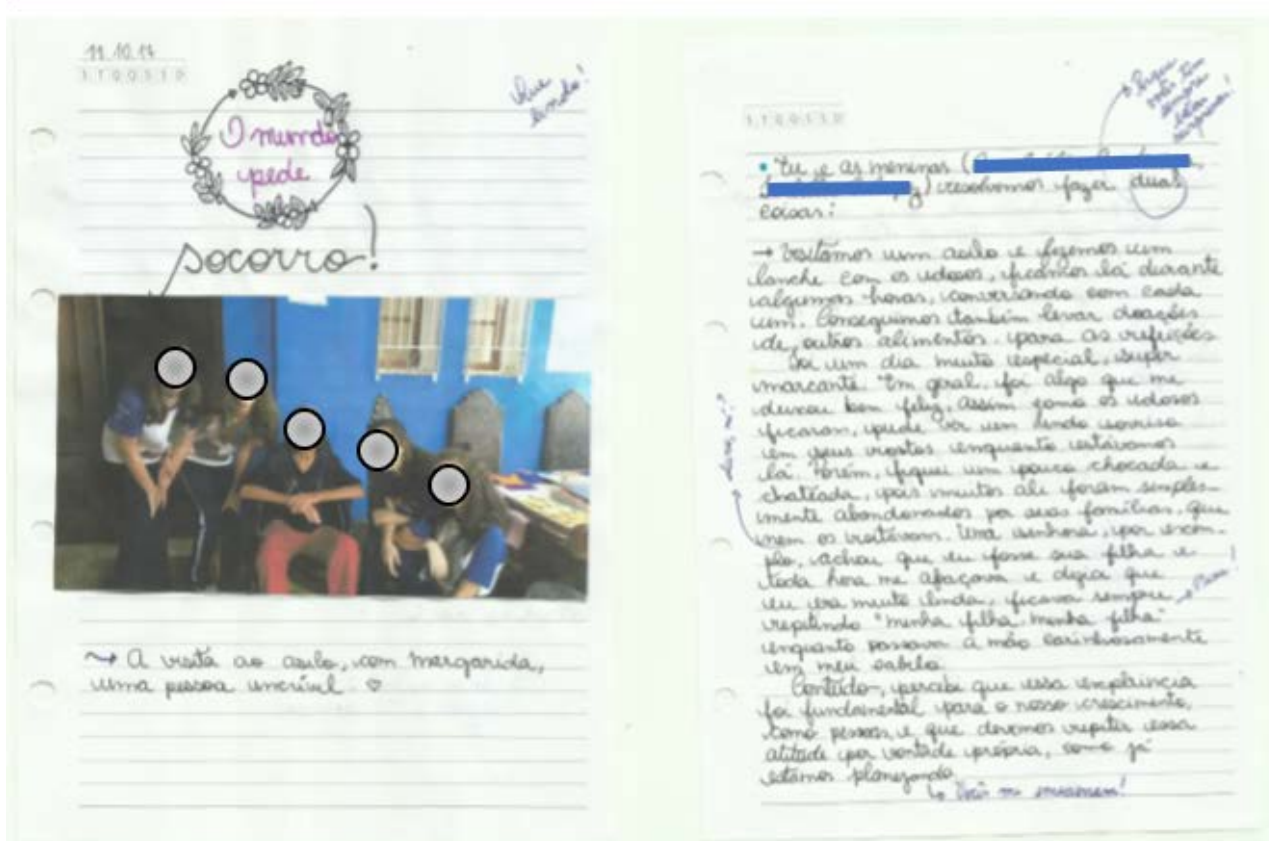 11.10.17
S T Q Q S S D
O mundo
pede
socorro!
Que
lindo!
~> A visita ao asilo, com Margarida,
uma pessoa incrível ♡
S T Q Q S S D
• Eu e as meninas (
) resolvemos fazer duas
coisas:
→ Visitamos um asilo e fizemos um
lanche com os idosos, ficamos lá durante
algumas horas, conversando com cada
um. Conseguimos também levar doações
de outros alimentos para as refeições
Foi um dia muito especial, super
marcante. Em geral, foi algo que me
deixou bem feliz, assim como os idosos
ficaram, pude ver um lindo sorriso
em seus rostos enquanto estávamos
lá. Porém, fiquei um pouco chocada e
chateada, pois muitos ali foram simples-
mente abandonados por suas famílias, que
nem os visitavam. Uma senhora, por exem-
plo, achou que eu fosse sua filha e
toda hora me afaçava e dizia que
eu era muito linda, ficava sempre
repitindo "minha filha, minha filha"
enquanto passava a mão carinhosamente
em meu cabelo.
Contudo, percebi que essa
foi fundamental para o nosso crescimento,
como pessoas, e que devemos repetir essa
atitude por vontade própria, como já
estamos planejando.